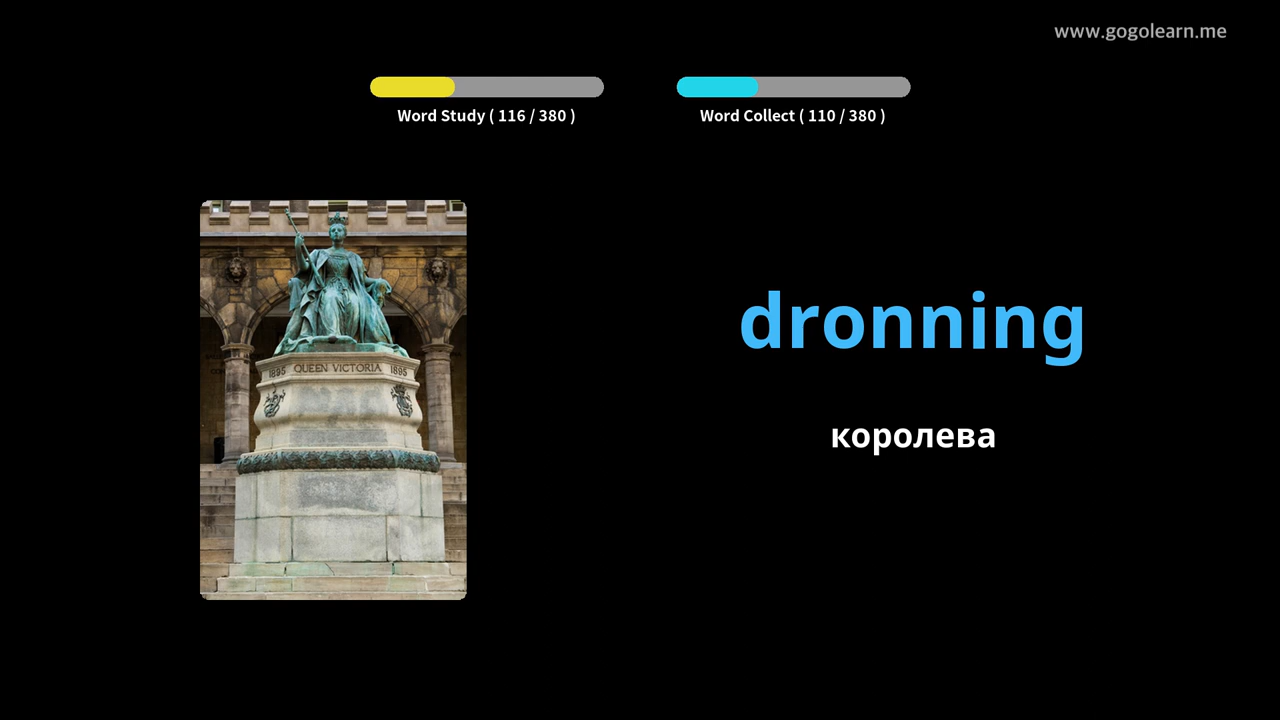 www.gogolearn.me
Word Study ( 116 / 380 )
Word Collect ( 110 / 380 )
1895 QUEEN VICTORIA 1895
dronning
королева